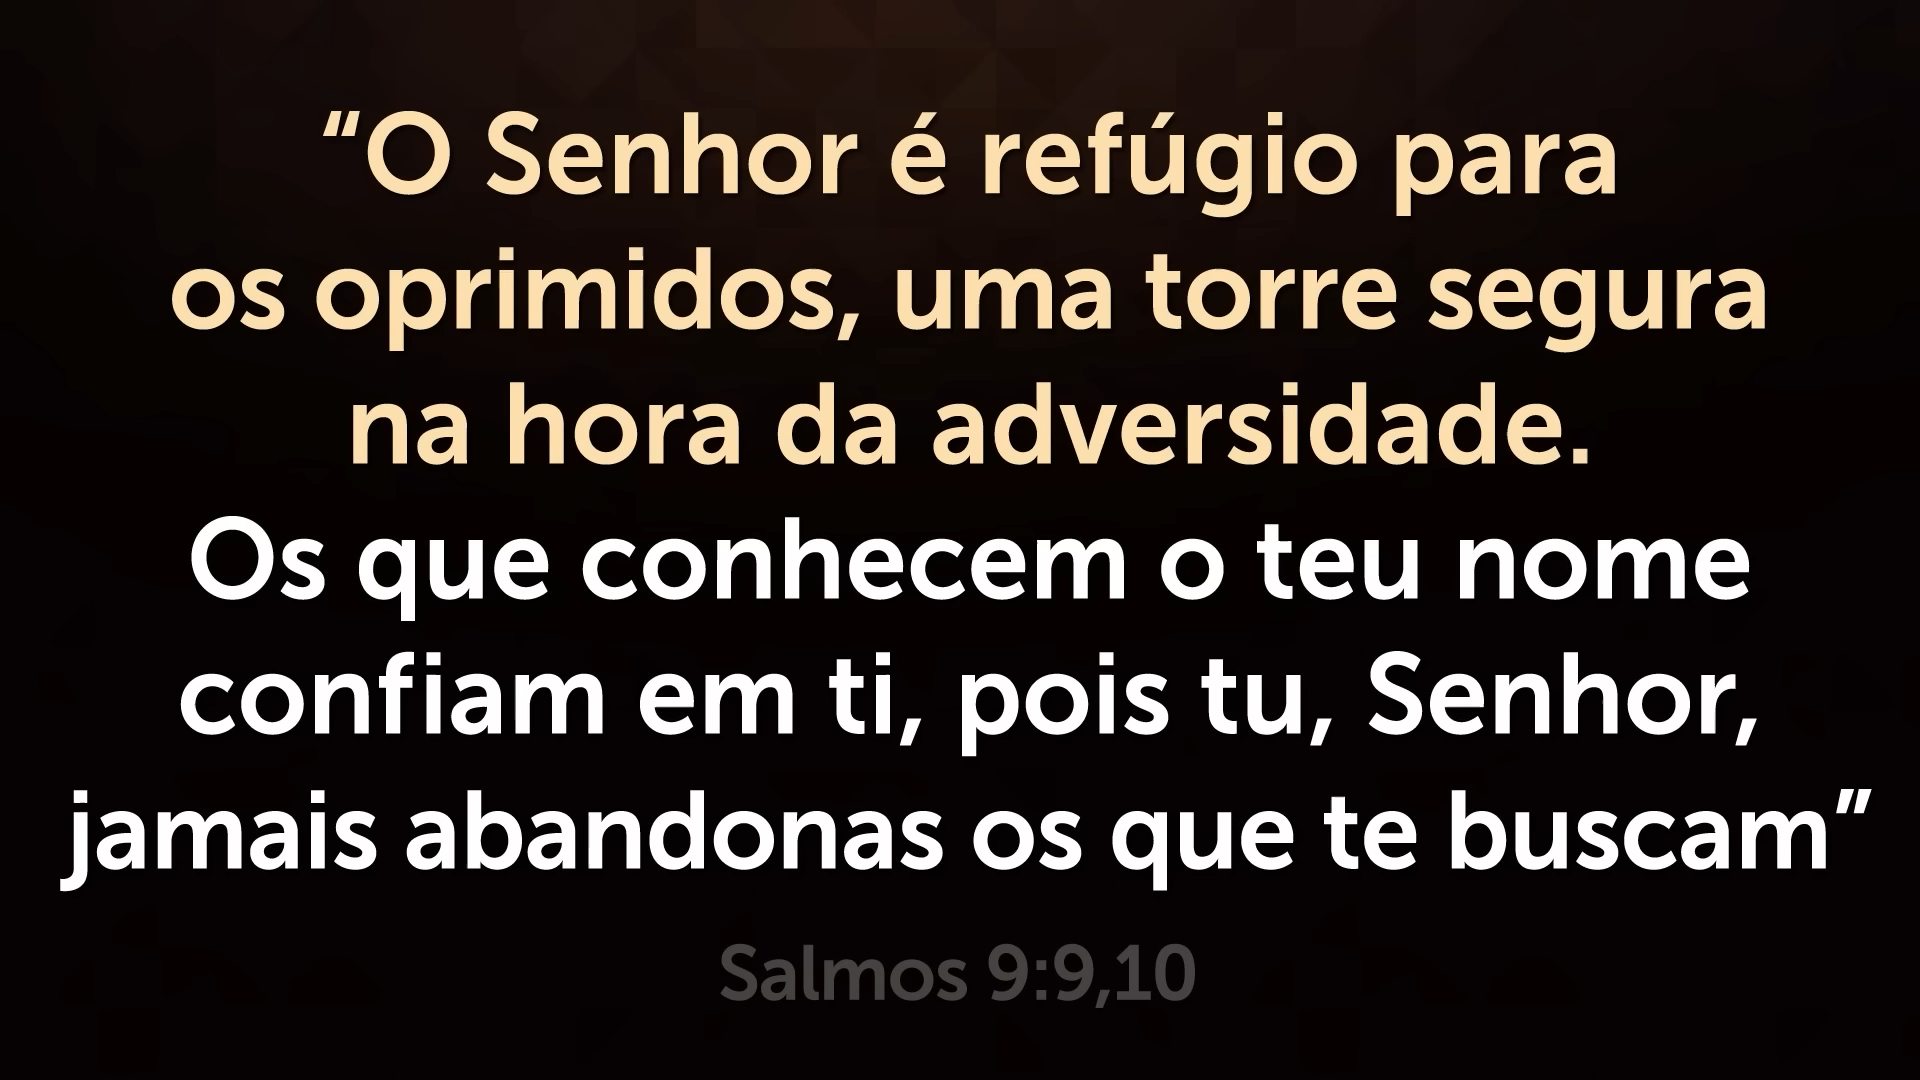 “O Senhor é refúgio para
os oprimidos, uma torre segura
na hora da adversidade.
Os que conhecem o teu nome
confiam em ti, pois tu, Senhor,
jamais abandonas os que te buscam”
Salmos 9:9,10